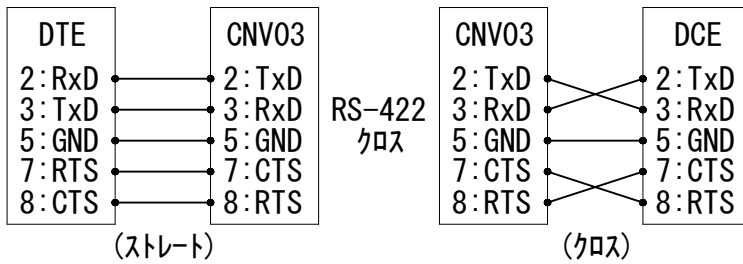 DTE
2:RxD
3:TxD
5:GND
7:RTS
8:CTS
CNV03
2:TxD
3:RxD
5:GND
7:CTS
8:RTS
(ストレート)
RS-422
クロス
CNV03
2:TxD
3:RxD
5:GND
7:CTS
8:RTS
DCE
2:TxD
3:RxD
5:GND
7:CTS
8:RTS
(クロス)